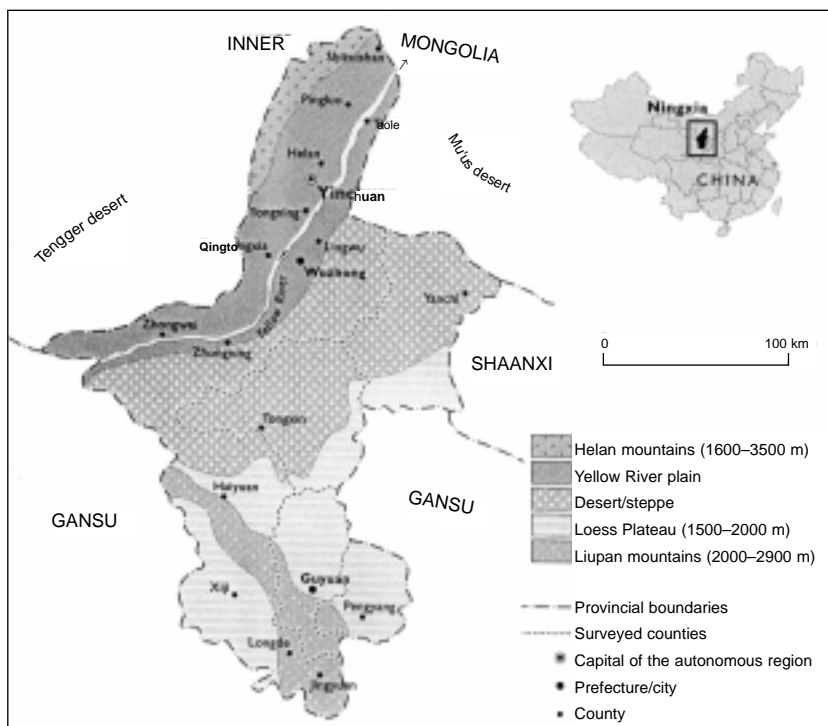 INNER
MONGOLIA
Shizuishan
Pingluo
aole
Helan
Yinchuan
Mu'us desert
Tengger desert
Yongning
Qingto
Lingwu
Wuzhong
Yanchi
Yellow River
Zhongwei
Zhongning
SHAANXI
Tongxin
Haiyuan
GANSU
GANSU
Xiji
Guyuan
Pengyang
Longde
Jingyuan
Ningxia
CHINA
0 100 km
Helan mountains (1600–3500 m)
Yellow River plain
Desert/steppe
Loess Plateau (1500–2000 m)
Liupan mountains (2000–2900 m)
Provincial boundaries
Surveyed counties
Capital of the autonomous region
Prefecture/city
County